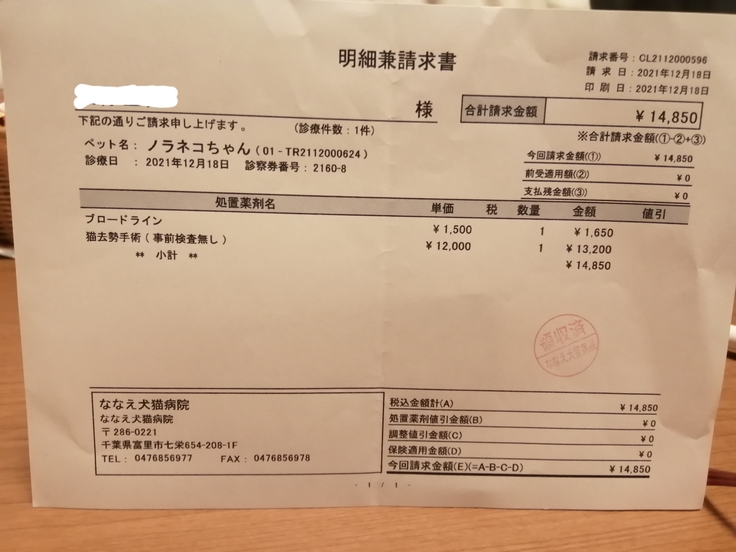 明細兼請求書
請求番号：CL2112000596
請 求 日：2021年12月18日
印 刷 日：2021年12月18日
様
合計請求金額 ¥14,850
下記の通りご請求申し上げます。 (診療件数：1件)
※合計請求金額(①-②+③)
ペット名： ノラネコちゃん (01-TR2112000624)
診療日 ： 2021年12月18日 診察券番号：2160-8
今回請求金額(①) ¥14,850
前受適用額(②) ¥0
支払残金額(③) ¥0
処置薬剤名 単価 税 数量 金額 値引
ブロードライン ¥1,500 1 ¥1,650
猫去勢手術(事前検査無し) ¥12,000 1 ¥13,200
** 小計 ** ¥14,850
領収済
ななえ犬猫病院
ななえ犬猫病院
〒286-0221
千葉県富里市七栄654-208-1F
TEL： 0476856977 FAX： 0476856978
税込金額計(A) ¥14,850
処置薬剤値引金額(B) ¥0
調整値引金額(C) ¥0
保険適用金額(D) ¥0
今回請求金額(E)(=A-B-C-D) ¥14,850
- 1 / 1 -